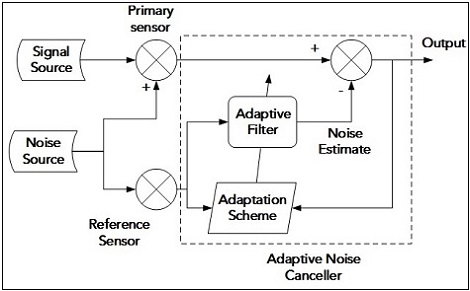 Primary
sensor
Signal
Source
+
+
Output
-
Adaptive
Filter
Noise
Estimate
Noise
Source
Reference
Sensor
Adaptation
Scheme
Adaptive Noise
Canceller